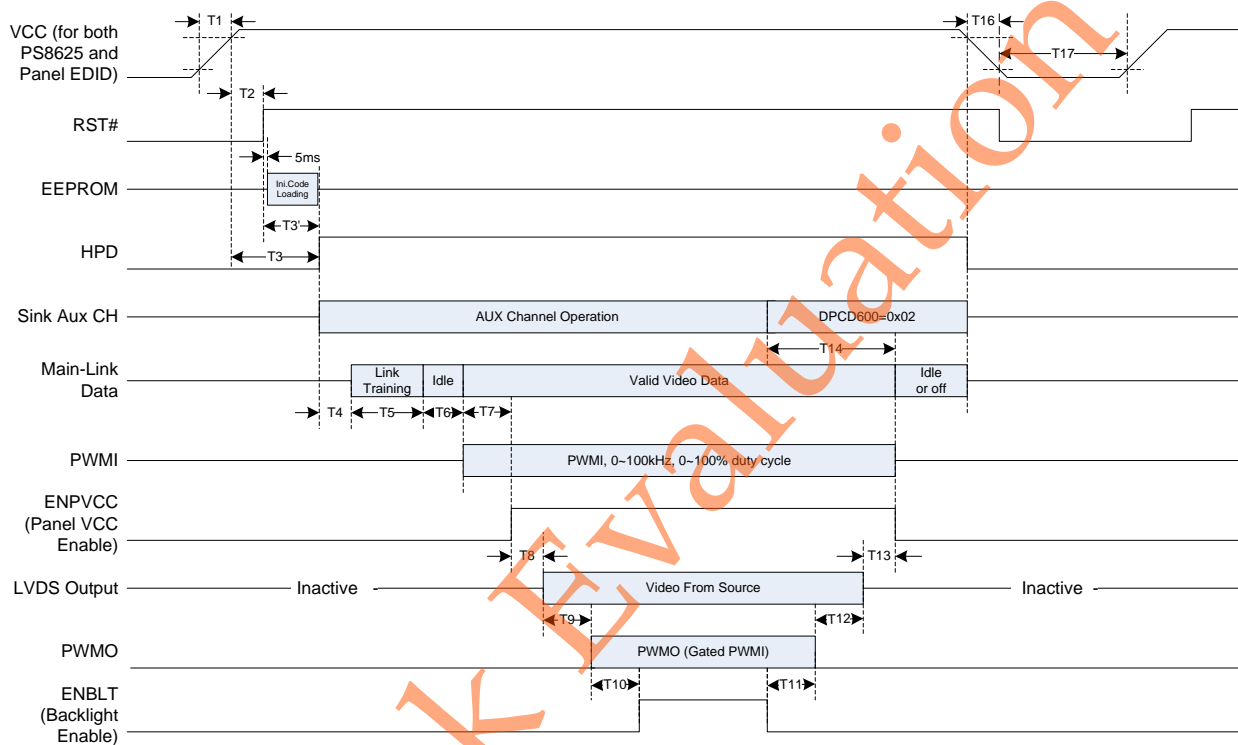 T1
T16
VCC (for both
PS8625 and
Panel EDID)
T17
T2
RST#
5ms
EEPROM
Ini.Code
Loading
T3'
HPD
T3
Sink Aux CH
AUX Channel Operation
DPCD600=0x02
T14
Main-Link
Data
Link
Training
Idle
Valid Video Data
Idle
or off
T4
T5
T6
T7
PWMI
PWMI, 0~100kHz, 0~100% duty cycle
ENPVCC
(Panel VCC
Enable)
T8
T13
LVDS Output
Inactive -
Video From Source
Inactive -
T9
T12
PWMO
PWMO (Gated PWMI)
T10
T11
ENBLT
(Backlight
Enable)
k Evaluation